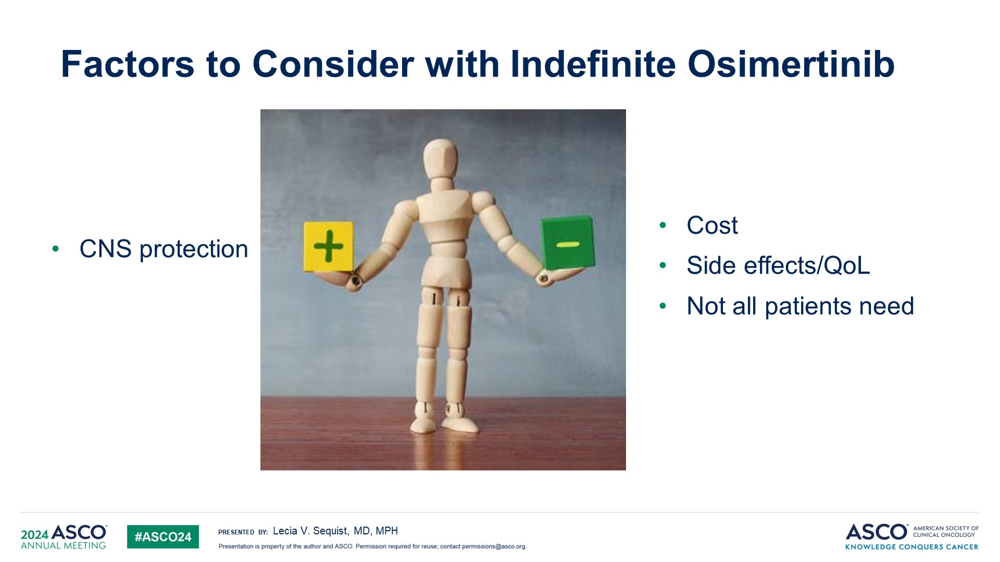 Factors to Consider with Indefinite Osimertinib
• CNS protection
+
−
• Cost
• Side effects/QoL
• Not all patients need
2024 ASCO®
ANNUAL MEETING
#ASCO24
PRESENTED BY: Lecia V. Sequist, MD, MPH
Presentation is property of the author and ASCO. Permission required for reuse; contact permissions@asco.org.
ASCO® AMERICAN SOCIETY OF
CLINICAL ONCOLOGY
KNOWLEDGE CONQUERS CANCER